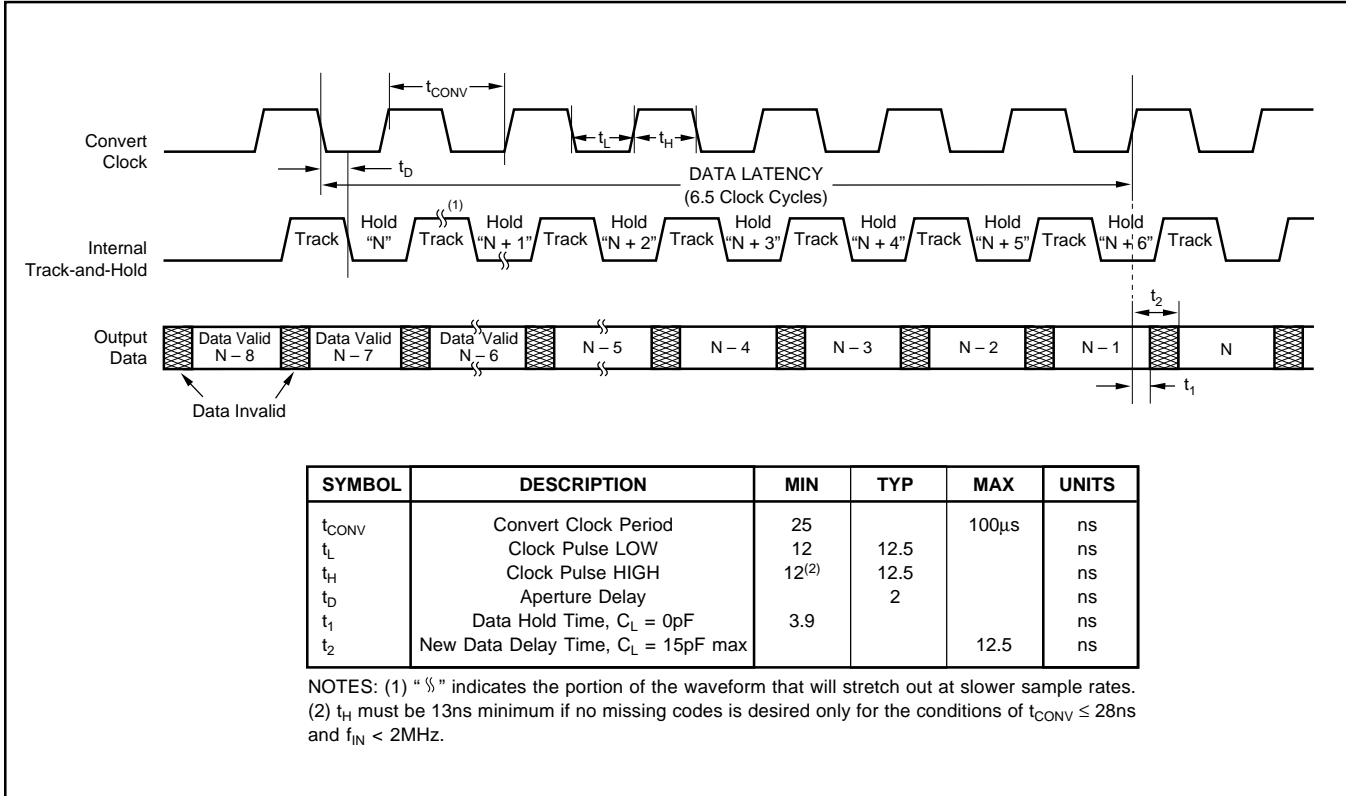 t_CONV
Convert
Clock
t_L
t_H
t_D
DATA LATENCY
(6.5 Clock Cycles)
(1)
Internal
Track-and-Hold
Track
Hold
“N”
Track
Hold
“N + 1”
Track
Hold
“N + 2”
Track
Hold
“N + 3”
Track
Hold
“N + 4”
Track
Hold
“N + 5”
Track
Hold
“N + 6”
Track
t_2
Output
Data
Data Valid
N – 8
Data Valid
N – 7
Data Valid
N – 6
N – 5
N – 4
N – 3
N – 2
N – 1
N
t_1
Data Invalid
SYMBOL DESCRIPTION MIN TYP MAX UNITS
t_CONV Convert Clock Period 25 100µs ns
t_L Clock Pulse LOW 12 12.5 ns
t_H Clock Pulse HIGH 12(2) 12.5 ns
t_D Aperture Delay 2 ns
t_1 Data Hold Time, C_L = 0pF 3.9 ns
t_2 New Data Delay Time, C_L = 15pF max 12.5 ns
NOTES: (1) “ ” indicates the portion of the waveform that will stretch out at slower sample rates.
(2) t_H must be 13ns minimum if no missing codes is desired only for the conditions of t_CONV ≤ 28ns
and f_IN < 2MHz.